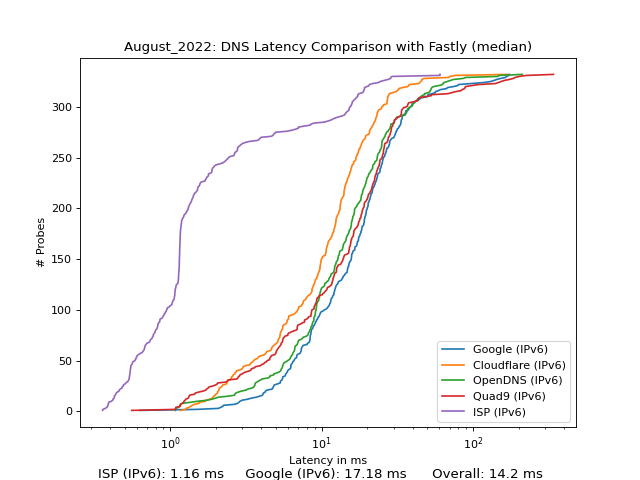 August_2022: DNS Latency Comparison with Fastly (median)
# Probes
300
250
200
150
100
50
0
Google (IPv6)
Cloudflare (IPv6)
OpenDNS (IPv6)
Quad9 (IPv6)
ISP (IPv6)
10⁰ 10¹ 10²
Latency in ms
ISP (IPv6): 1.16 ms Google (IPv6): 17.18 ms Overall: 14.2 ms